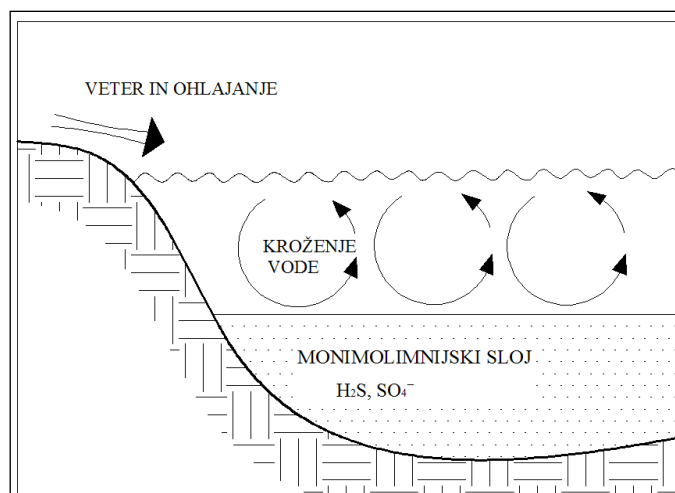 VETER IN OHLAJANJE
KROŽENJE
VODE
MONIMOLIMNIJSKI SLOJ
H₂S, SO₄⁻